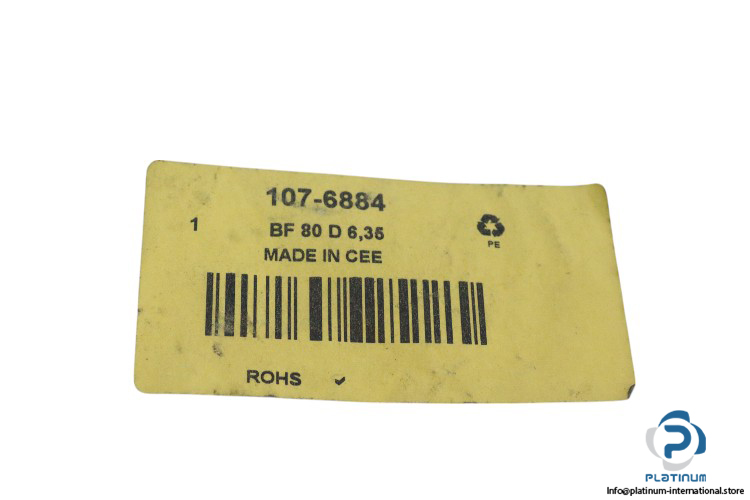 107-6884
1
BF 80 D 6,35
MADE IN CEE
PE
ROHS ✓
PLATINUM
Info@platinum-international.store